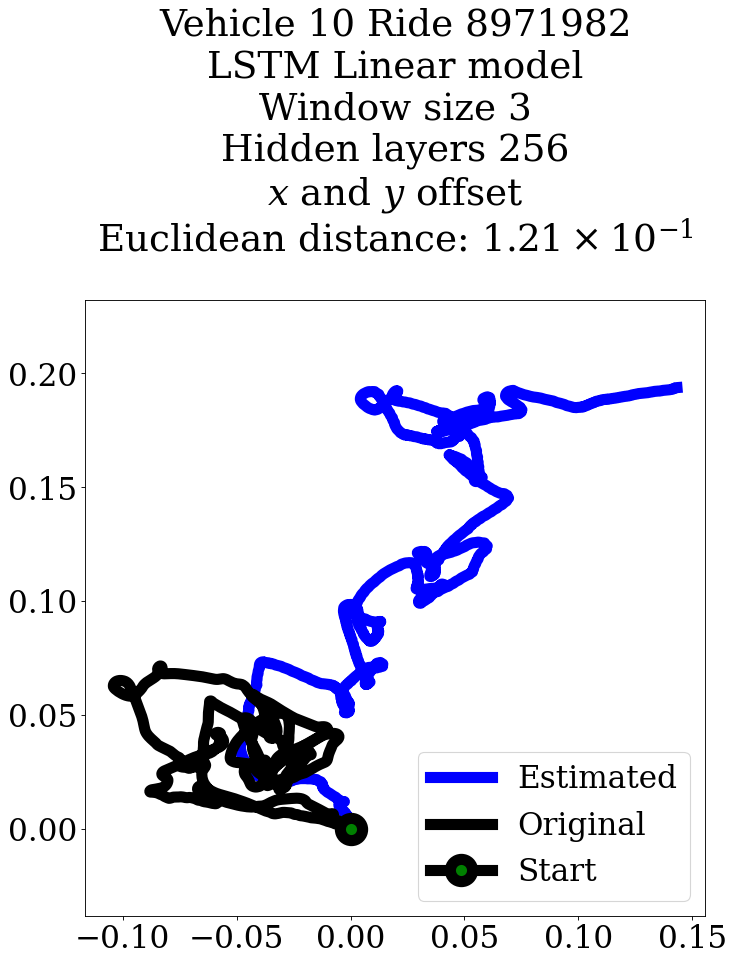 Vehicle 10 Ride 8971982
LSTM Linear model
Window size 3
Hidden layers 256
x and y offset
Euclidean distance: 1.21 × 10⁻¹
0.20
0.15
0.10
0.05
0.00
Estimated
Original
Start
−0.10 −0.05 0.00 0.05 0.10 0.15